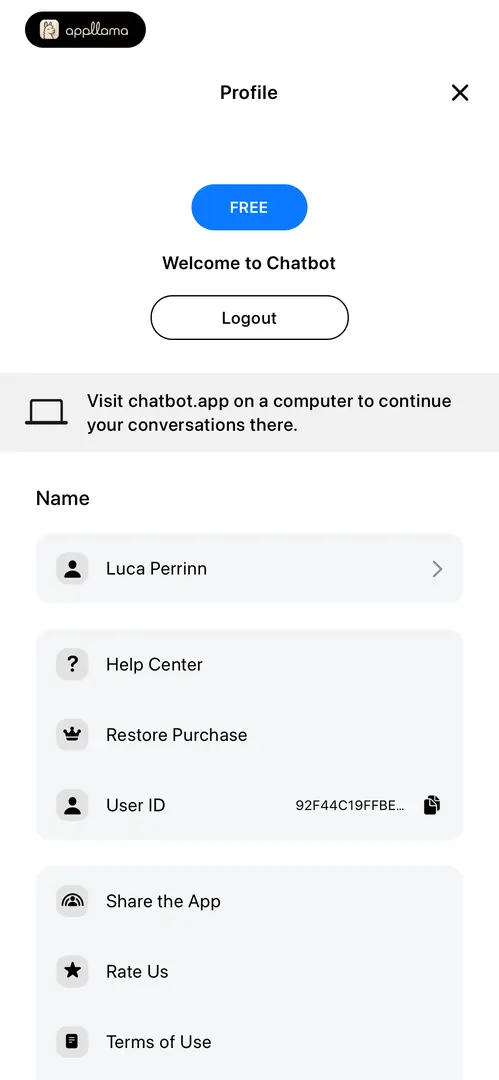 appllama
Profile
FREE
Welcome to Chatbot
Logout
Visit chatbot.app on a computer to continue
your conversations there.
Name
Luca Perrinn
Help Center
Restore Purchase
User ID 92F44C19FFBE...
Share the App
Rate Us
Terms of Use